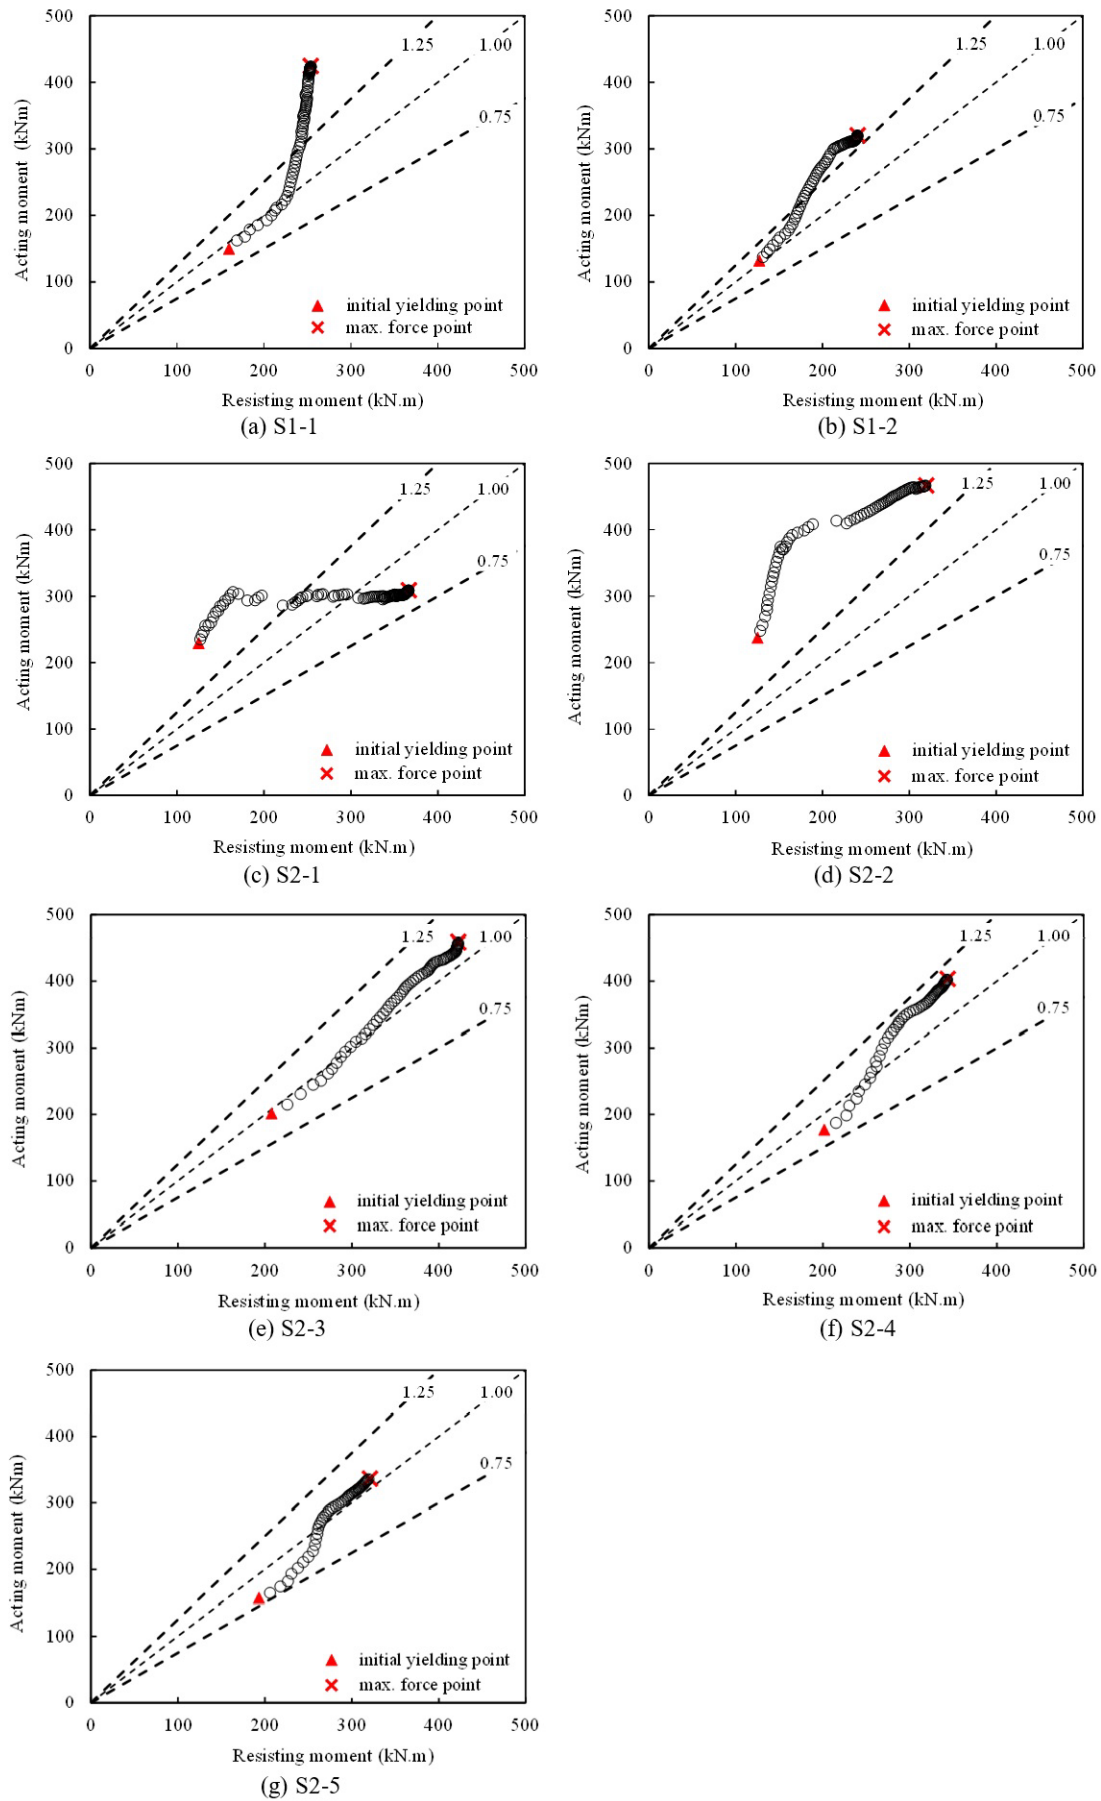 500
400
300
200
100
0
Acting moment (kNm)
1.25
1.00
0.75
initial yielding point
max. force point
0 100 200 300 400 500
Resisting moment (kN.m)
(a) S1-1
500
400
300
200
100
0
Acting moment (kNm)
1.25
1.00
0.75
initial yielding point
max. force point
0 100 200 300 400 500
Resisting moment (kN.m)
(b) S1-2
500
400
300
200
100
0
Acting moment (kNm)
1.25
1.00
0.75
initial yielding point
max. force point
0 100 200 300 400 500
Resisting moment (kN.m)
(c) S2-1
500
400
300
200
100
0
Acting moment (kNm)
1.25
1.00
0.75
initial yielding point
max. force point
0 100 200 300 400 500
Resisting moment (kN.m)
(d) S2-2
500
400
300
200
100
0
Acting moment (kNm)
1.25
1.00
0.75
initial yielding point
max. force point
0 100 200 300 400 500
Resisting moment (kN.m)
(e) S2-3
500
400
300
200
100
0
Acting moment (kNm)
1.25
1.00
0.75
initial yielding point
max. force point
0 100 200 300 400 500
Resisting moment (kN.m)
(f) S2-4
500
400
300
200
100
0
Acting moment (kNm)
1.25
1.00
0.75
initial yielding point
max. force point
0 100 200 300 400 500
Resisting moment (kN.m)
(g) S2-5